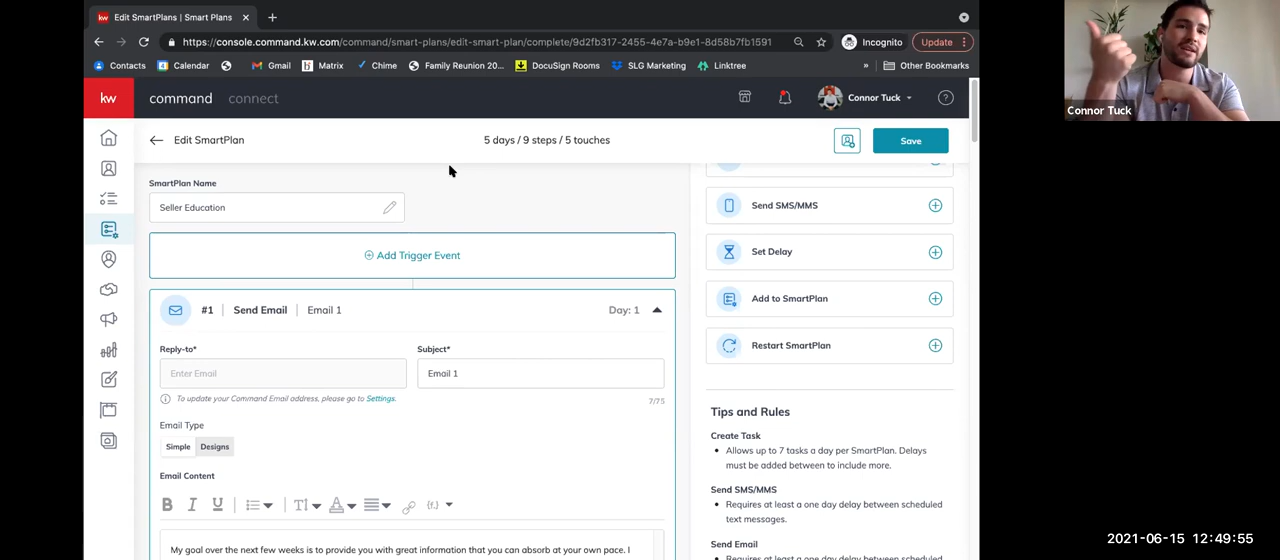 Edit SmartPlans | Smart Plans
https://console.command.kw.com/command/smart-plans/edit-smart-plan/complete/9d2fb317-2455-4e7a-b9e1-8d58b7fb1591
Incognito
Update
Contacts
Calendar
Gmail
Matrix
Chime
Family Reunion 20...
DocuSign Rooms
SLG Marketing
Linktree
»
Other Bookmarks
kw
command
connect
Connor Tuck
Edit SmartPlan
5 days / 9 steps / 5 touches
Save
SmartPlan Name
Seller Education
Add Trigger Event
#1
Send Email
Email 1
Day: 1
Reply-to*
Enter Email
To update your Command Email address, please go to Settings.
Subject*
Email 1
7/75
Email Type
Simple
Designs
Email Content
My goal over the next few weeks is to provide you with great information that you can absorb at your own pace. I
Send SMS/MMS
Set Delay
Add to SmartPlan
Restart SmartPlan
Tips and Rules
Create Task
Allows up to 7 tasks a day per SmartPlan. Delays
must be added between to include more.
Send SMS/MMS
Requires at least a one day delay between scheduled
text messages.
Send Email
Requires at least a one day delay between scheduled
Connor Tuck
2021-06-15 12:49:55